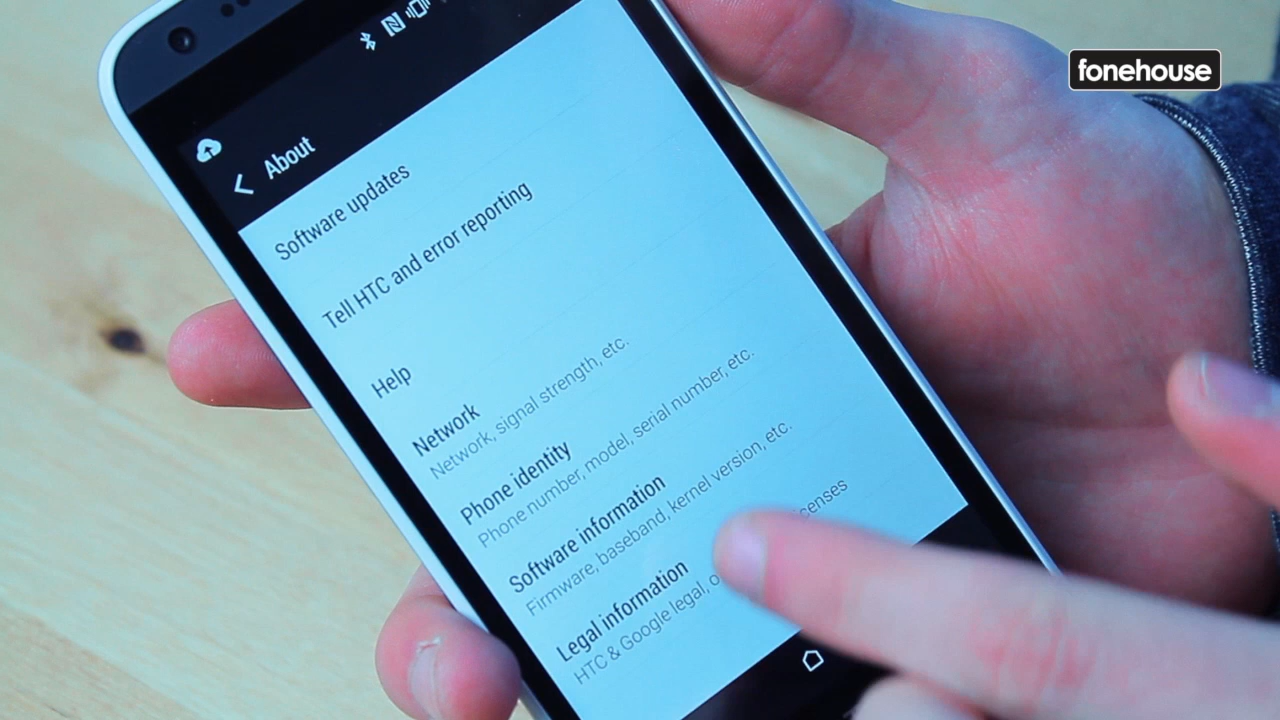 fonehouse
About
Software updates
Tell HTC and error reporting
Help
Network
Network, signal strength, etc.
Phone identity
Phone number, model, serial number, etc.
Software information
Firmware, baseband, kernel version, etc.
Legal information
HTC & Google legal,